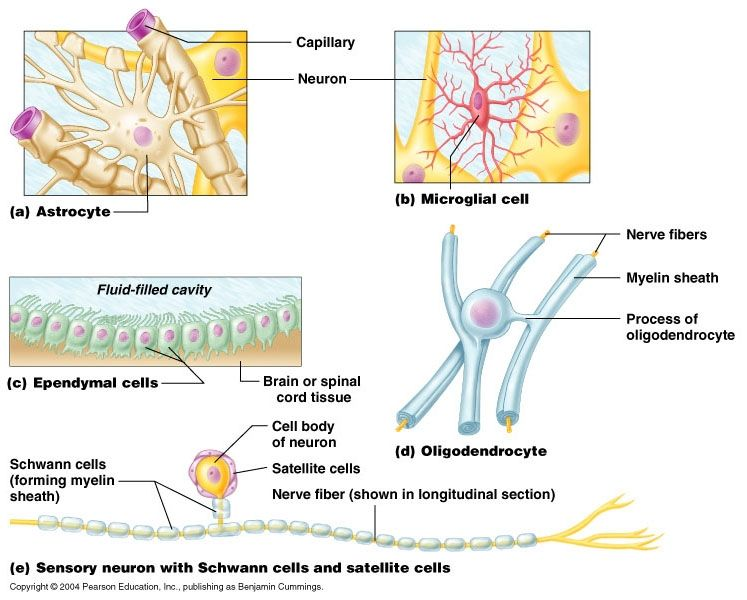 Capillary
Neuron
(a) Astrocyte
(b) Microglial cell
Fluid-filled cavity
(c) Ependymal cells
Brain or spinal
cord tissue
Nerve fibers
Myelin sheath
Process of
oligodendrocyte
(d) Oligodendrocyte
Cell body
of neuron
Satellite cells
Schwann cells
(forming myelin
sheath)
Nerve fiber (shown in longitudinal section)
(e) Sensory neuron with Schwann cells and satellite cells
Copyright © 2004 Pearson Education, Inc., publishing as Benjamin Cummings.